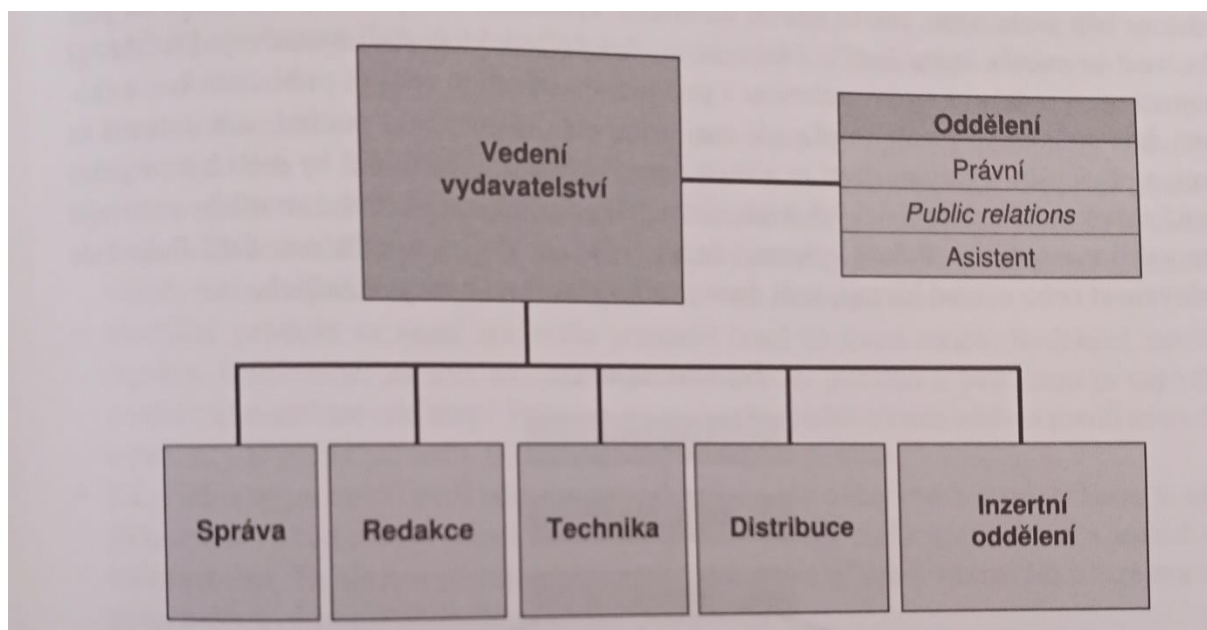 Vedení
vydavatelství
Oddělení
Právní
Public relations
Asistent
Správa
Redakce
Technika
Distribuce
Inzertní
oddělení